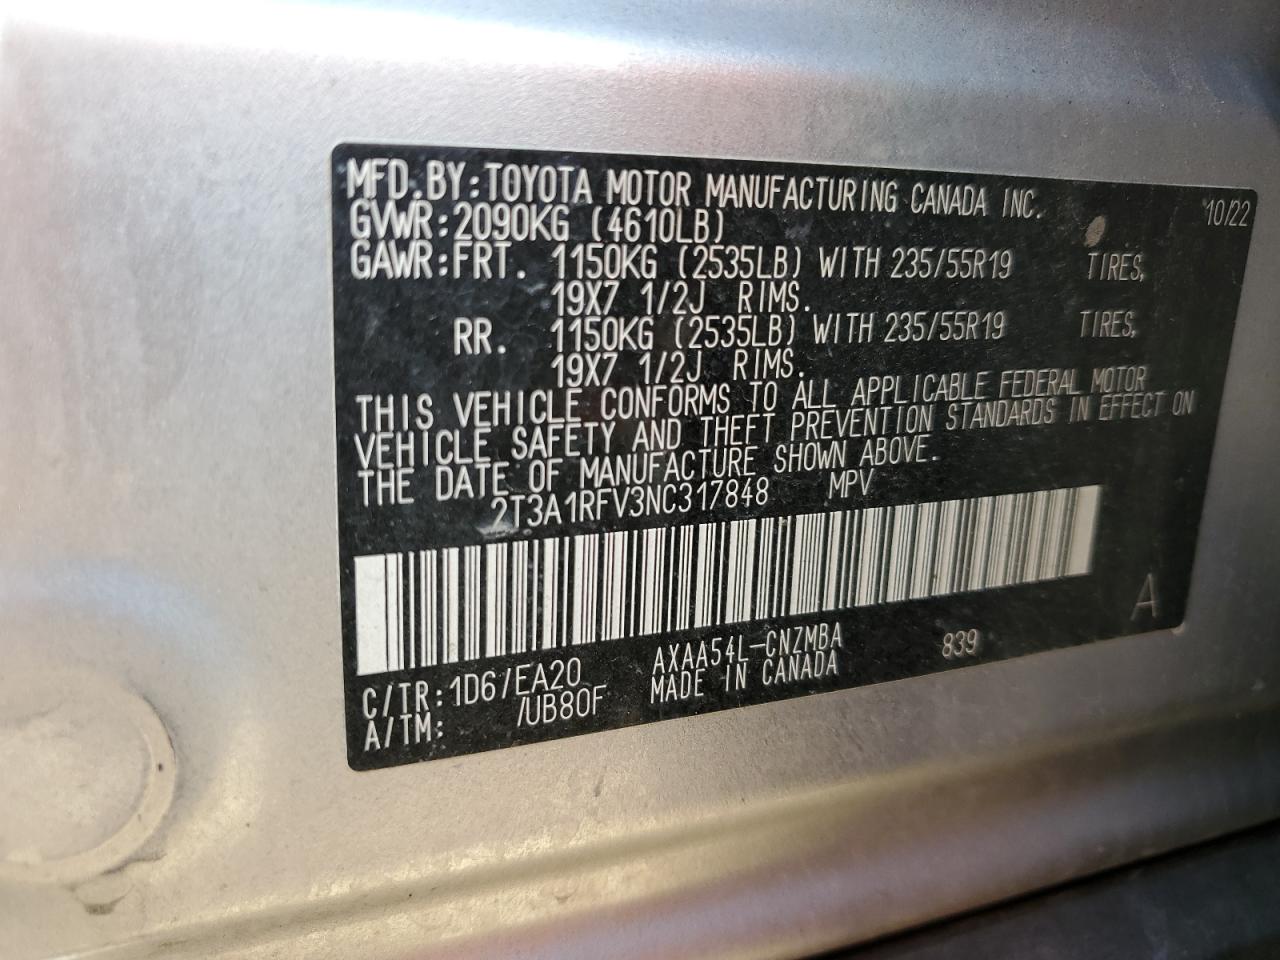 MFD.BY:TOYOTA MOTOR MANUFACTURING CANADA INC. 10/22
GVWR:2090KG (4610LB)
GAWR:FRT. 1150KG (2535LB) WITH 235/55R19 TIRES,
19X7 1/2J RIMS.
RR. 1150KG (2535LB) WITH 235/55R19 TIRES,
19X7 1/2J RIMS.
THIS VEHICLE CONFORMS TO ALL APPLICABLE FEDERAL MOTOR
VEHICLE SAFETY AND THEFT PREVENTION STANDARDS IN EFFECT ON
THE DATE OF MANUFACTURE SHOWN ABOVE.
2T3A1RFV3NC317848 MPV
A
C/TR:1D6/EA20 AXAA54L-CNZMBA 839
A/TM: /UB80F MADE IN CANADA